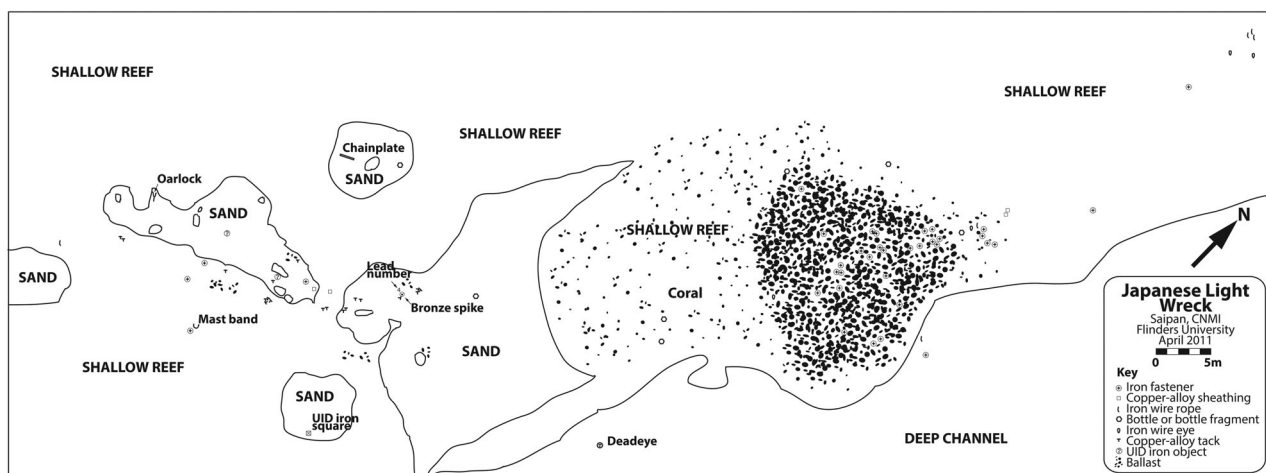 SHALLOW REEF
SHALLOW REEF
SHALLOW REEF
Chainplate
SAND
Oarlock
SAND
SHALLOW REEF
N
SAND
Lead
number
Coral
Bronze spike
Mast band
SAND
SHALLOW REEF
SAND
UID iron
square
Deadeye
DEEP CHANNEL
Japanese Light
Wreck
Saipan, CNMI
Flinders University
April 2011
0 5m
Key
Iron fastener
Copper-alloy sheathing
Iron wire rope
Bottle or bottle fragment
Iron wire eye
Copper-alloy tack
UID iron object
Ballast